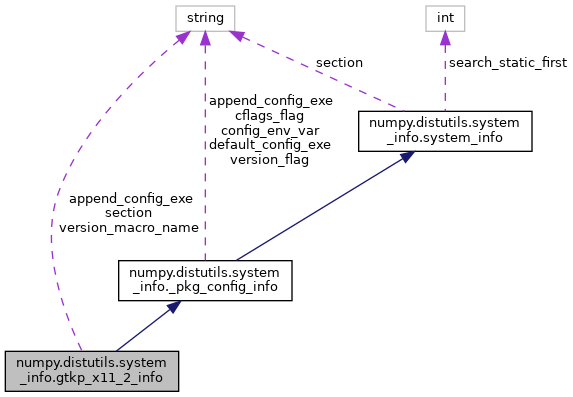 string
int
section
search_static_first
append_config_exe
cflags_flag
config_env_var
default_config_exe
version_flag
numpy.distutils.system
_info.system_info
append_config_exe
section
version_macro_name
numpy.distutils.system
_info._pkg_config_info
numpy.distutils.system
_info.gtkp_x11_2_info